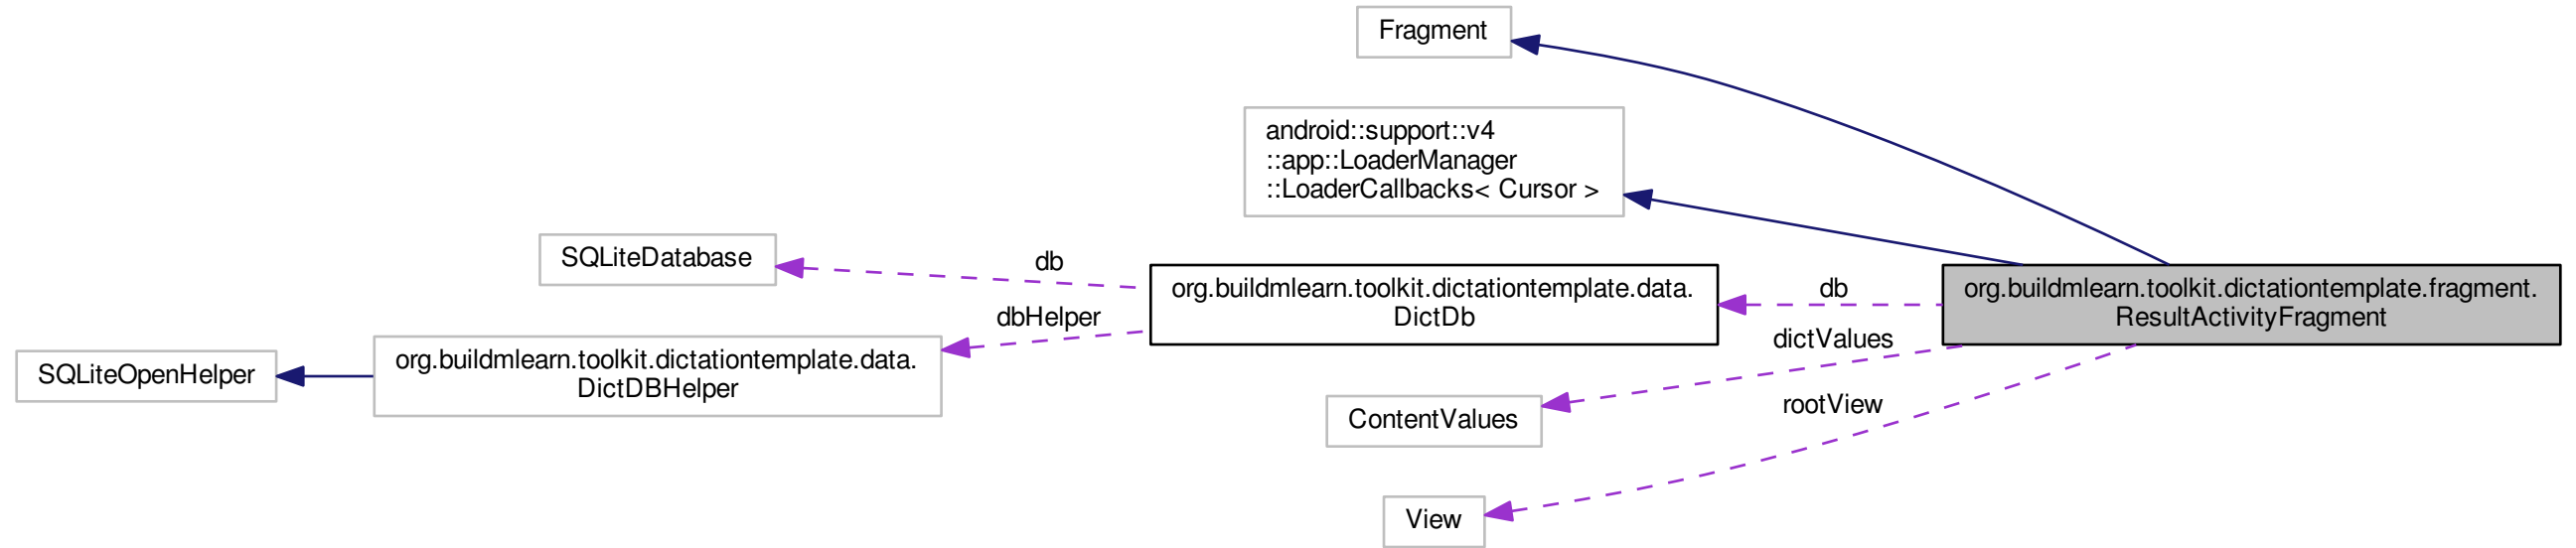 Fragment
android::support::v4
::app::LoaderManager
::LoaderCallbacks< Cursor >
SQLiteDatabase
db
org.buildmlearn.toolkit.dictationtemplate.data.
DictDb
db
org.buildmlearn.toolkit.dictationtemplate.fragment.
ResultActivityFragment
dbHelper
dictValues
SQLiteOpenHelper
org.buildmlearn.toolkit.dictationtemplate.data.
DictDBHelper
rootView
ContentValues
View